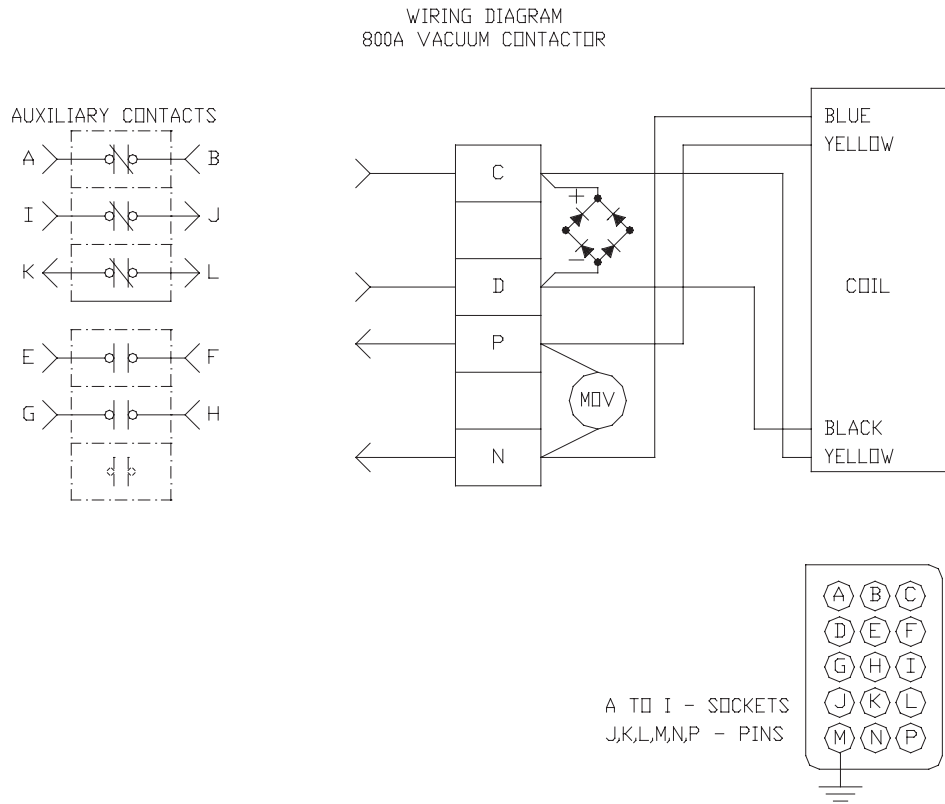 WIRING DIAGRAM
800A VACUUM CONTACTOR
AUXILIARY CONTACTS
A B
I J
K L
E F
G H
C
D
P
N
+
−
MOV
BLUE
YELLOW
COIL
BLACK
YELLOW
A TO I - SOCKETS
J,K,L,M,N,P - PINS
A B C
D E F
G H I
J K L
M N P